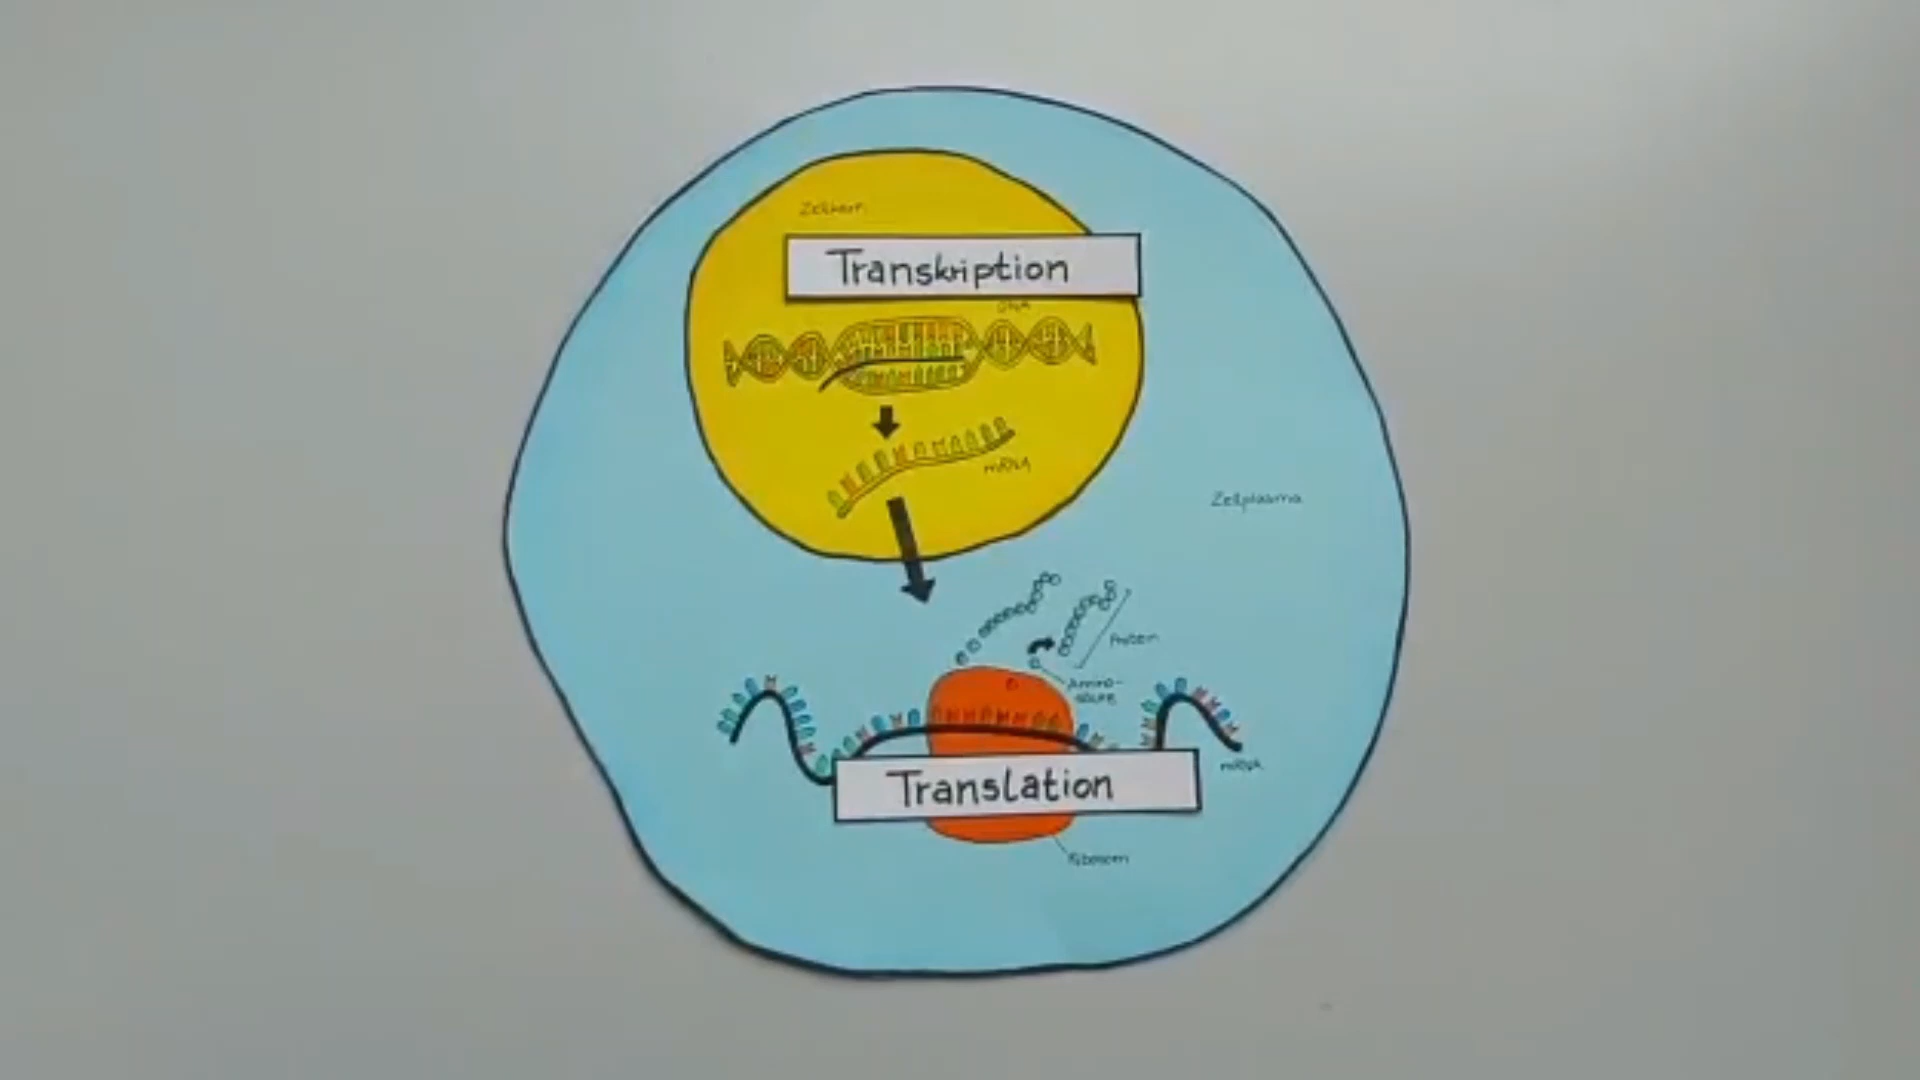 Zellkern
Transkription
DNA
mRNA
Zellplasma
Protein
Amino-
säure
Translation
mRNA
Ribosom